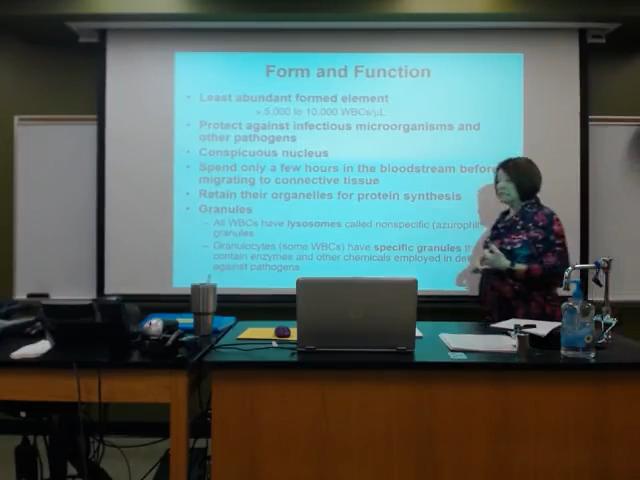 Form and Function
• Least abundant formed element
» 5,000 to 10,000 WBCs/µL
• Protect against infectious microorganisms and
other pathogens
• Conspicuous nucleus
• Spend only a few hours in the bloodstream before
migrating to connective tissue
• Retain their organelles for protein synthesis
• Granules
– All WBCs have lysosomes called nonspecific (azurophilic)
granules
– Granulocytes (some WBCs) have specific granules
contain enzymes and other chemicals employed in
against pathogens